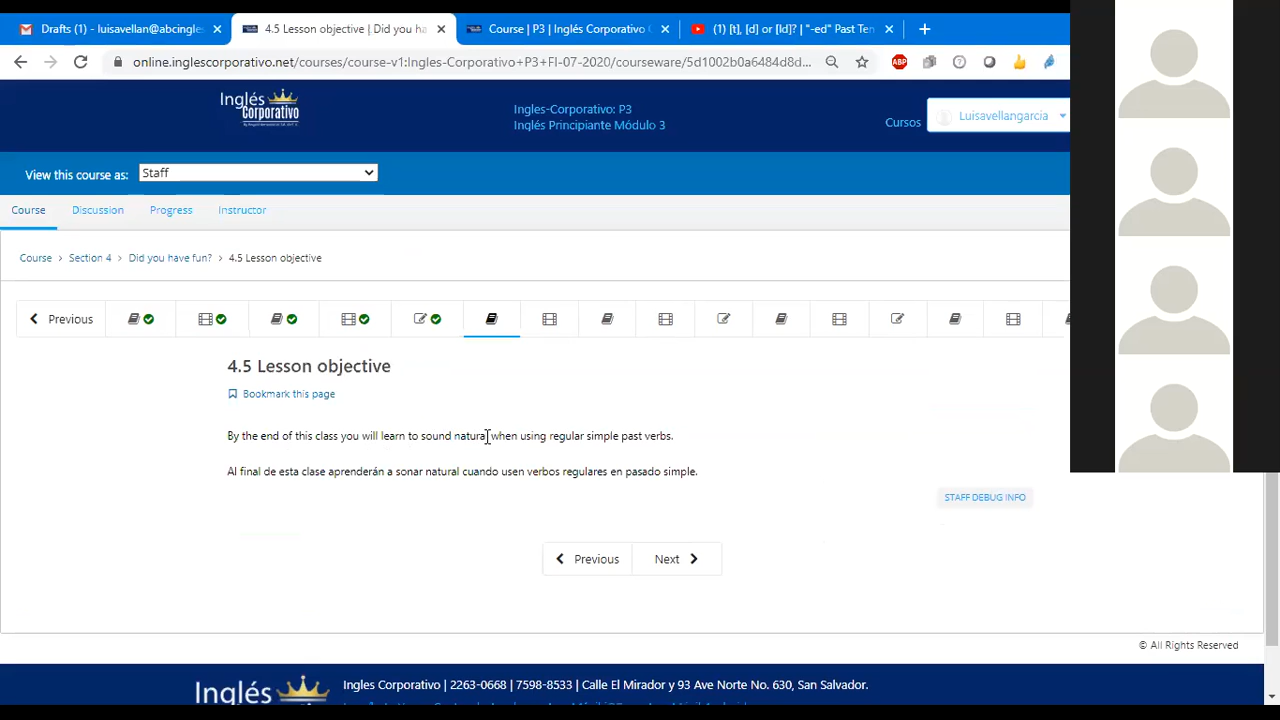 Drafts (1) - luisavellan@abcingles
4.5 Lesson objective | Did you ha
Course | P3 | Inglés Corporativo
(1) [t], [d] or [Id]? | "-ed" Past Ten
online.inglescorporativo.net/courses/course-v1:Ingles-Corporativo+P3+FI-07-2020/courseware/5d1002b0a6484d8d...
ABP
Inglés
Corporativo
Ingles-Corporativo: P3
Inglés Principiante Módulo 3
Cursos
Luisavellangarcia
View this course as:
Staff
Course
Discussion
Progress
Instructor
Course > Section 4 > Did you have fun? > 4.5 Lesson objective
Previous
4.5 Lesson objective
Bookmark this page
By the end of this class you will learn to sound natural when using regular simple past verbs.
Al final de esta clase aprenderán a sonar natural cuando usen verbos regulares en pasado simple.
STAFF DEBUG INFO
Previous
Next
© All Rights Reserved
Inglés
Ingles Corporativo | 2263-0668 | 7598-8533 | Calle El Mirador y 93 Ave Norte No. 630, San Salvador.